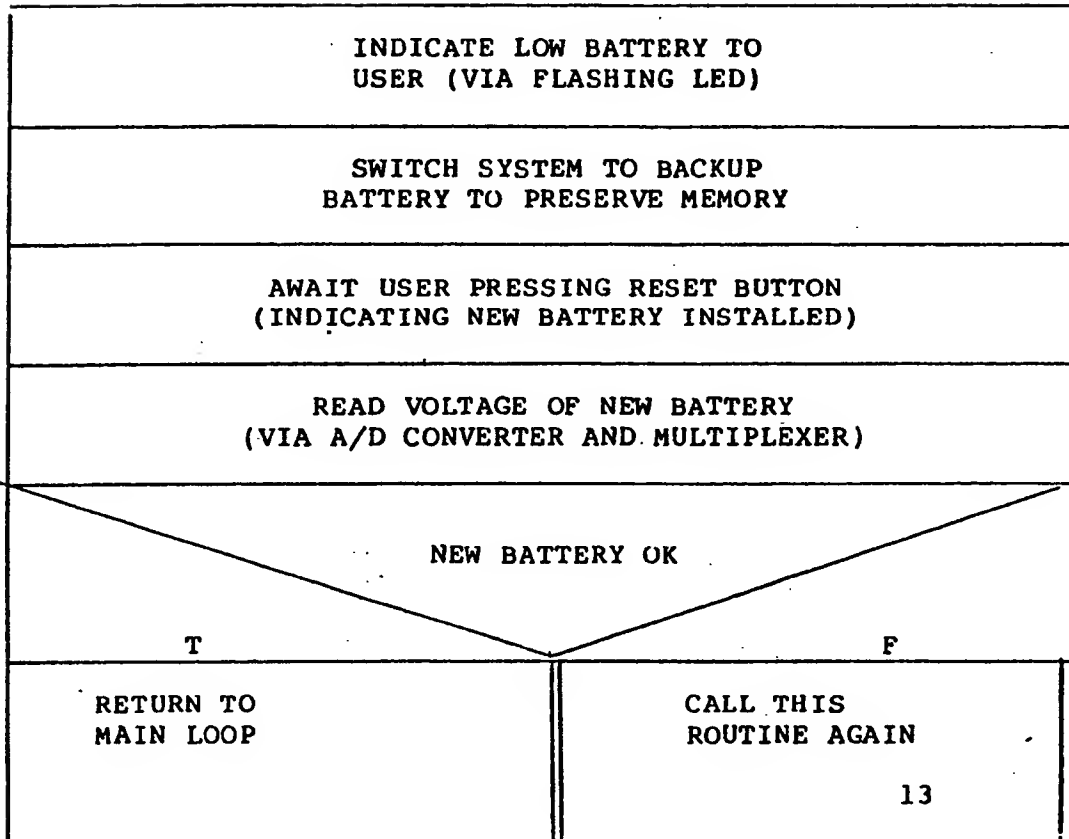 INDICATE LOW BATTERY TO
USER (VIA FLASHING LED)
SWITCH SYSTEM TO BACKUP
BATTERY TO PRESERVE MEMORY
AWAIT USER PRESSING RESET BUTTON
(INDICATING NEW BATTERY INSTALLED)
READ VOLTAGE OF NEW BATTERY
(VIA A/D CONVERTER AND MULTIPLEXER)
NEW BATTERY OK
T F
RETURN TO CALL THIS
MAIN LOOP ROUTINE AGAIN
13